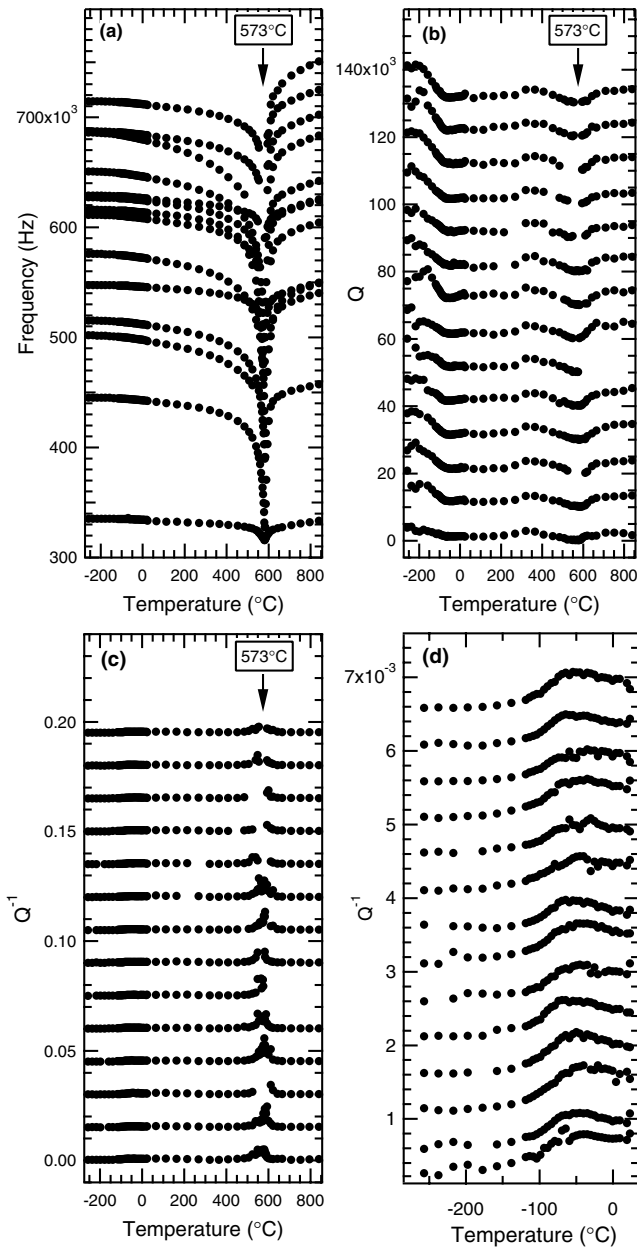 (a)
573°C
700x10³
600
500
400
300
Frequency (Hz)
-200 0 200 400 600 800
Temperature (°C)
(b)
573°C
140x10³
120
100
80
60
40
20
0
Q
-200 0 200 400 600 800
Temperature (°C)
(c)
573°C
0.20
0.15
0.10
0.05
0.00
Q⁻¹
-200 0 200 400 600 800
Temperature (°C)
(d)
7x10⁻³
6
5
4
3
2
1
Q⁻¹
-200 -100 0
Temperature (°C)